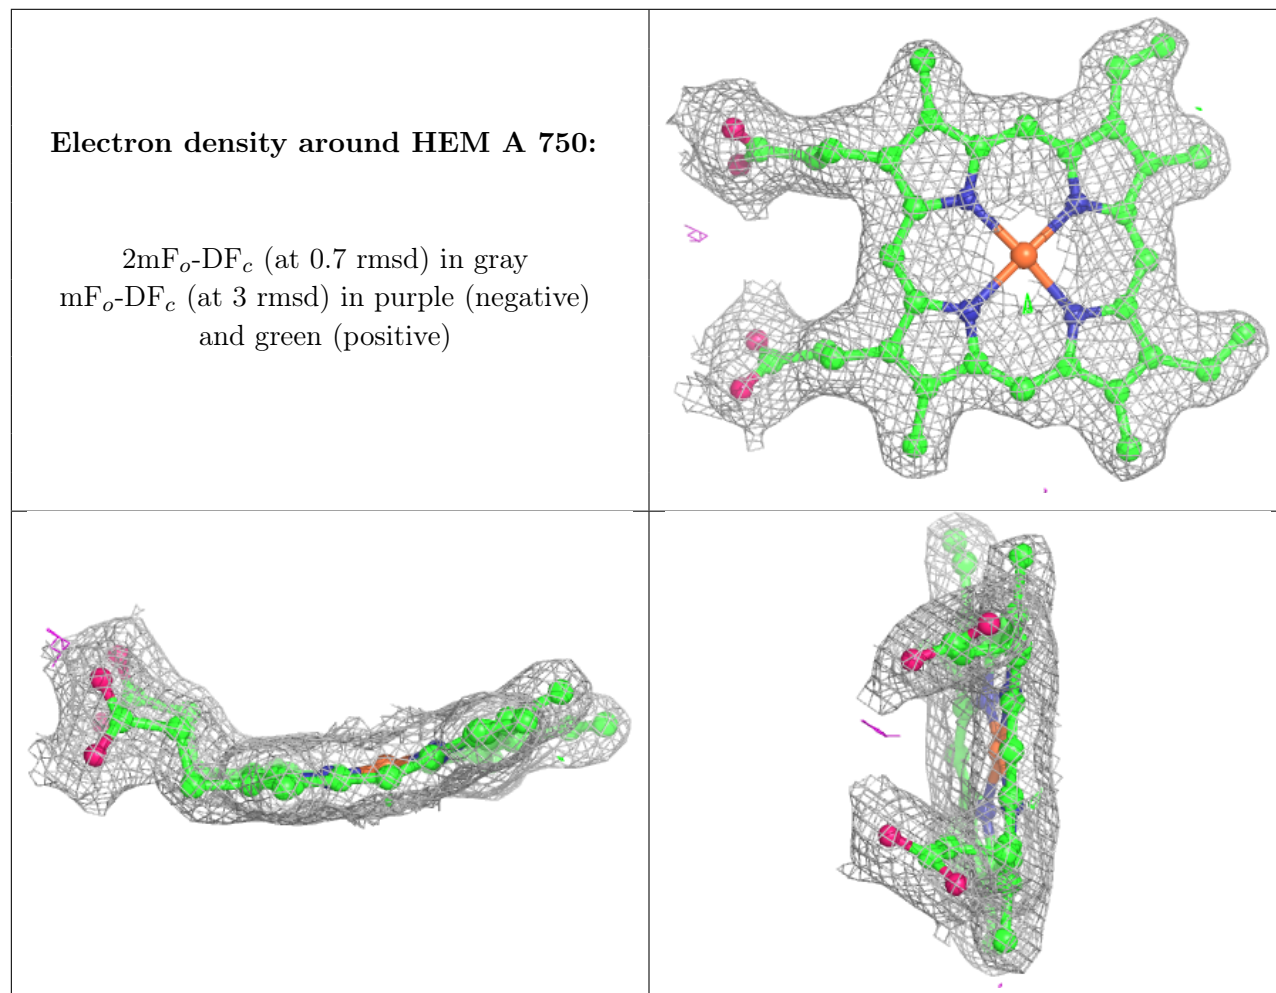 Electron density around HEM A 750:
2mFo-DFc (at 0.7 rmsd) in gray
mFo-DFc (at 3 rmsd) in purple (negative)
and green (positive)